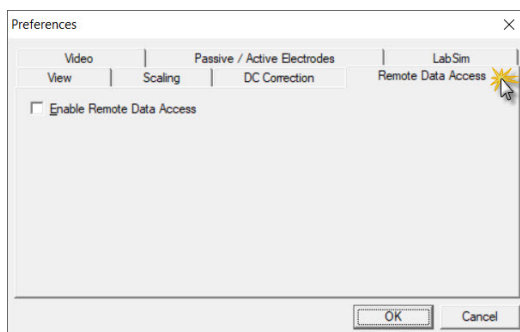 Preferences
Video Passive / Active Electrodes LabSim
View Scaling DC Correction Remote Data Access
Enable Remote Data Access
OK Cancel